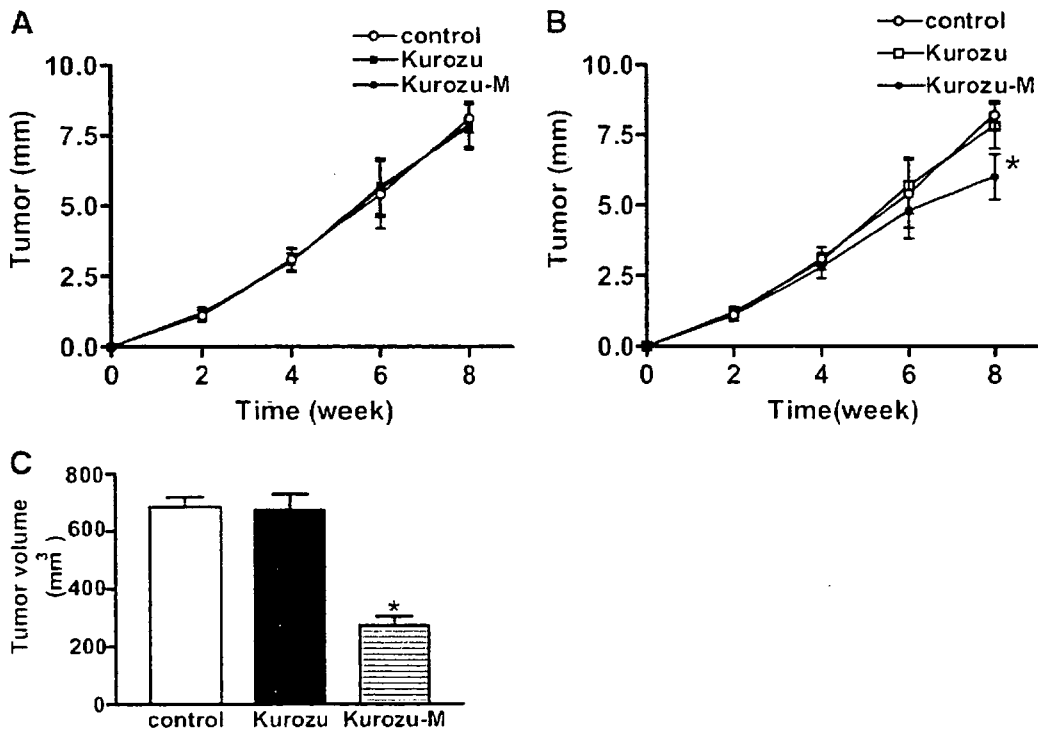 A
control
Kurozu
Kurozu-M
10.0
7.5
5.0
2.5
0.0
Tumor (mm)
0 2 4 6 8
Time (week)
B
control
Kurozu
Kurozu-M
10.0
7.5
5.0
2.5
0.0
Tumor (mm)
*
0 2 4 6 8
Time(week)
C
800
600
400
200
0
Tumor volume
(mm³)
*
control Kurozu Kurozu-M